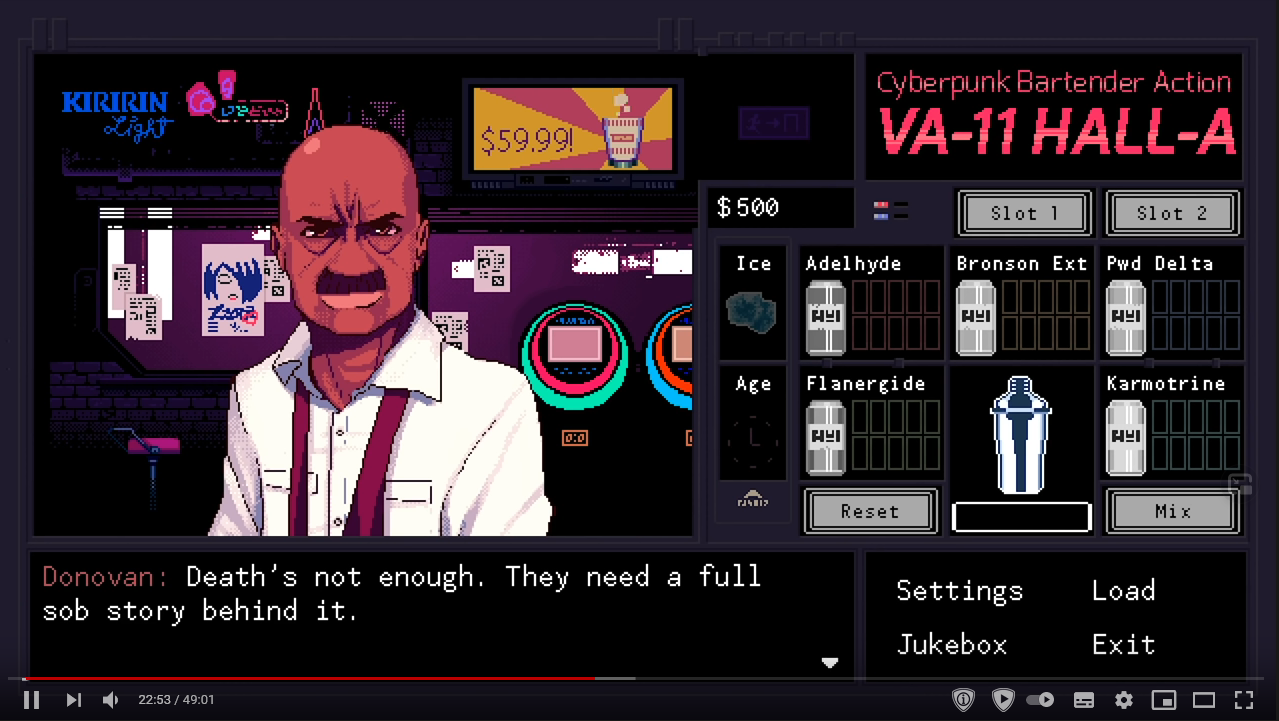 KIRIRIN
Light
$59.99!
Cyberpunk Bartender Action
VA-11 HALL-A
$500
Slot 1
Slot 2
Ice
Adelhyde
Bronson Ext
Pwd Delta
Age
Flanergide
Karmotrine
Reset
Mix
Donovan: Death's not enough. They need a full
sob story behind it.
Settings
Load
Jukebox
Exit
22:53 / 49:01